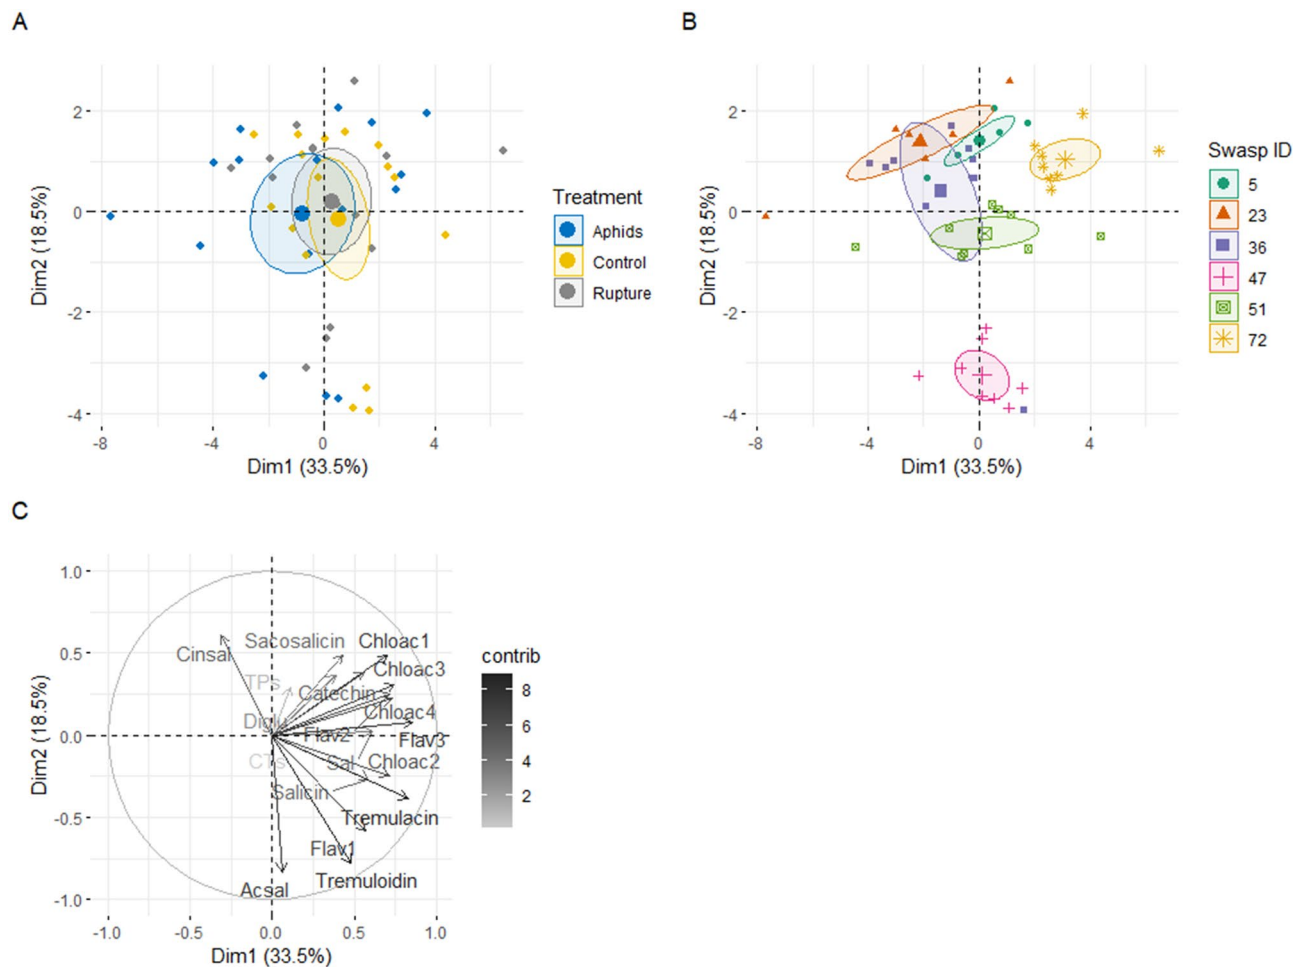 A
Dim2 (18.5%)
2
0
-2
-4
-8
-4
0
4
Dim1 (33.5%)
Treatment
Aphids
Control
Rupture
B
Dim2 (18.5%)
2
0
-2
-4
-8
-4
0
4
Dim1 (33.5%)
Swasp ID
5
23
36
47
51
72
C
Dim2 (18.5%)
1.0
0.5
0.0
-0.5
-1.0
Cinsal
Sacosalicin
Chloac1
Chloac3
TPs
Catechin
Chloac4
Diglu
Flav2
Flav3
CTs
Sal
Chloac2
Salicin
Tremulacin
Flav1
Tremuloidin
Acsal
-1.0
-0.5
0.0
0.5
1.0
Dim1 (33.5%)
contrib
8
6
4
2